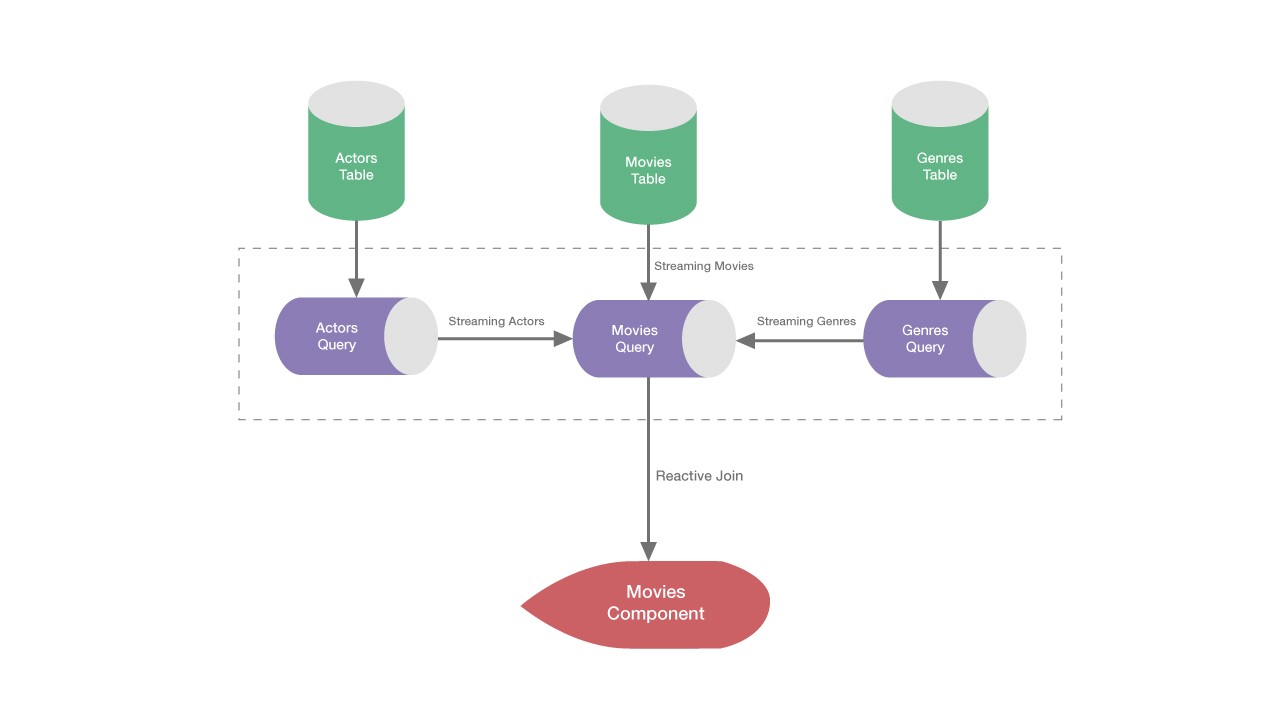 Actors
Table
Movies
Table
Genres
Table
Streaming Movies
Actors
Query
Streaming Actors
Movies
Query
Streaming Genres
Genres
Query
Reactive Join
Movies
Component